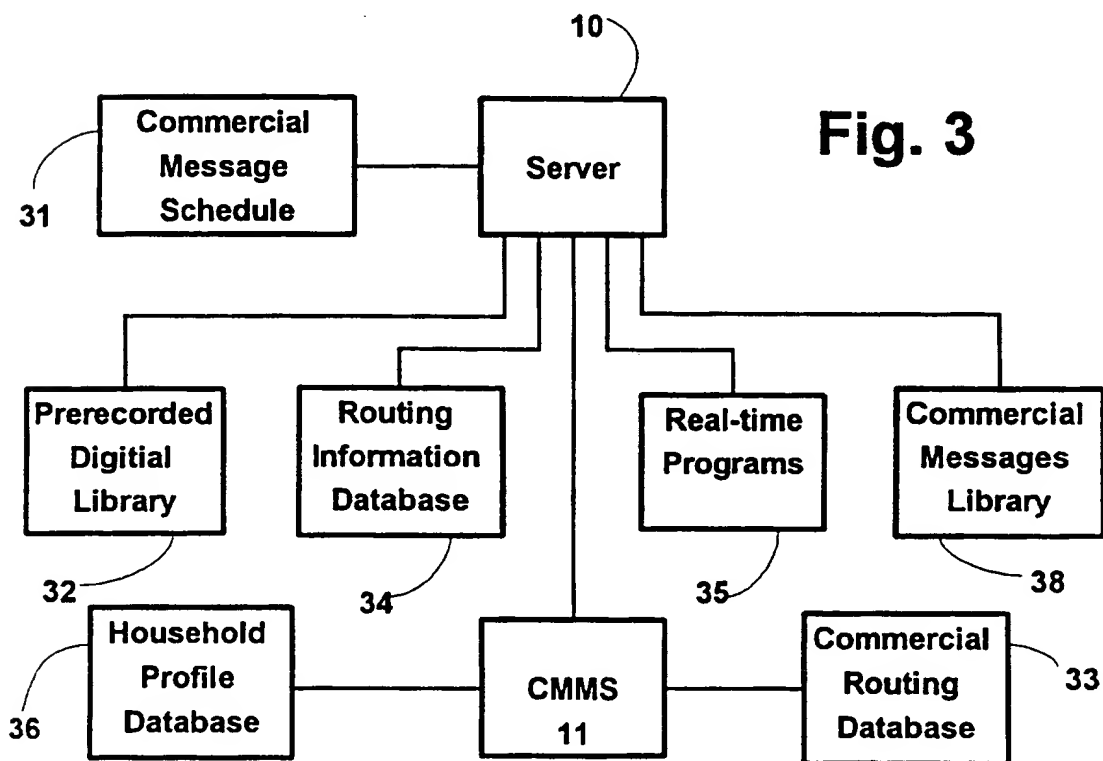 10
Fig. 3
Commercial
Message
Schedule
31
Server
Prerecorded
Digitial
Library
32
Routing
Information
Database
34
Real-time
Programs
35
Commercial
Messages
Library
38
Household
Profile
Database
36
CMMS
11
Commercial
Routing
Database
33